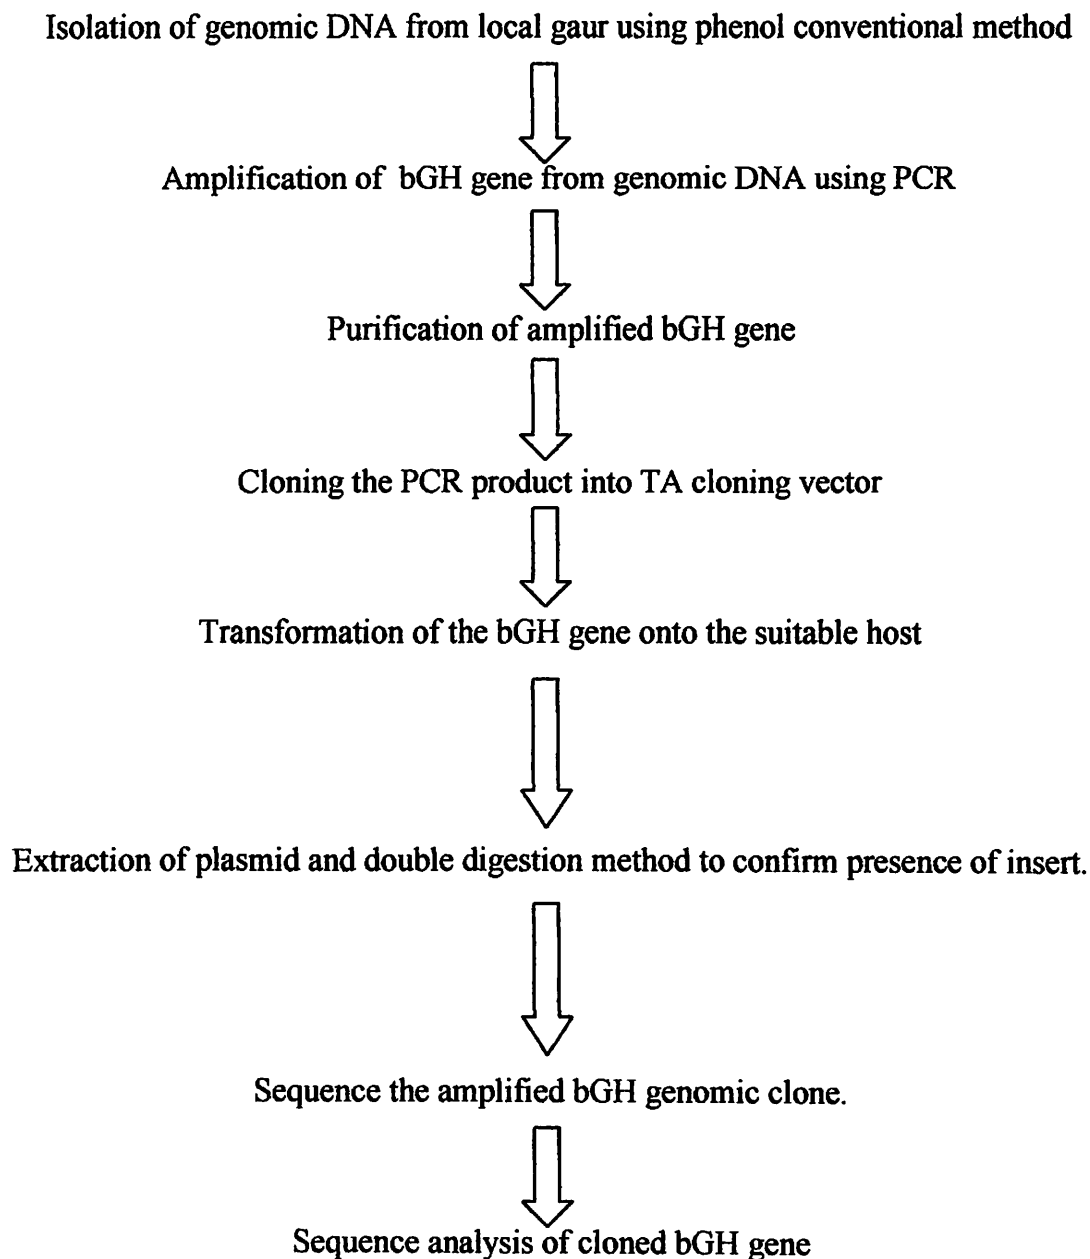 Isolation of genomic DNA from local gaur using phenol conventional method
Amplification of bGH gene from genomic DNA using PCR
Purification of amplified bGH gene
Cloning the PCR product into TA cloning vector
Transformation of the bGH gene onto the suitable host
Extraction of plasmid and double digestion method to confirm presence of insert.
Sequence the amplified bGH genomic clone.
Sequence analysis of cloned bGH gene